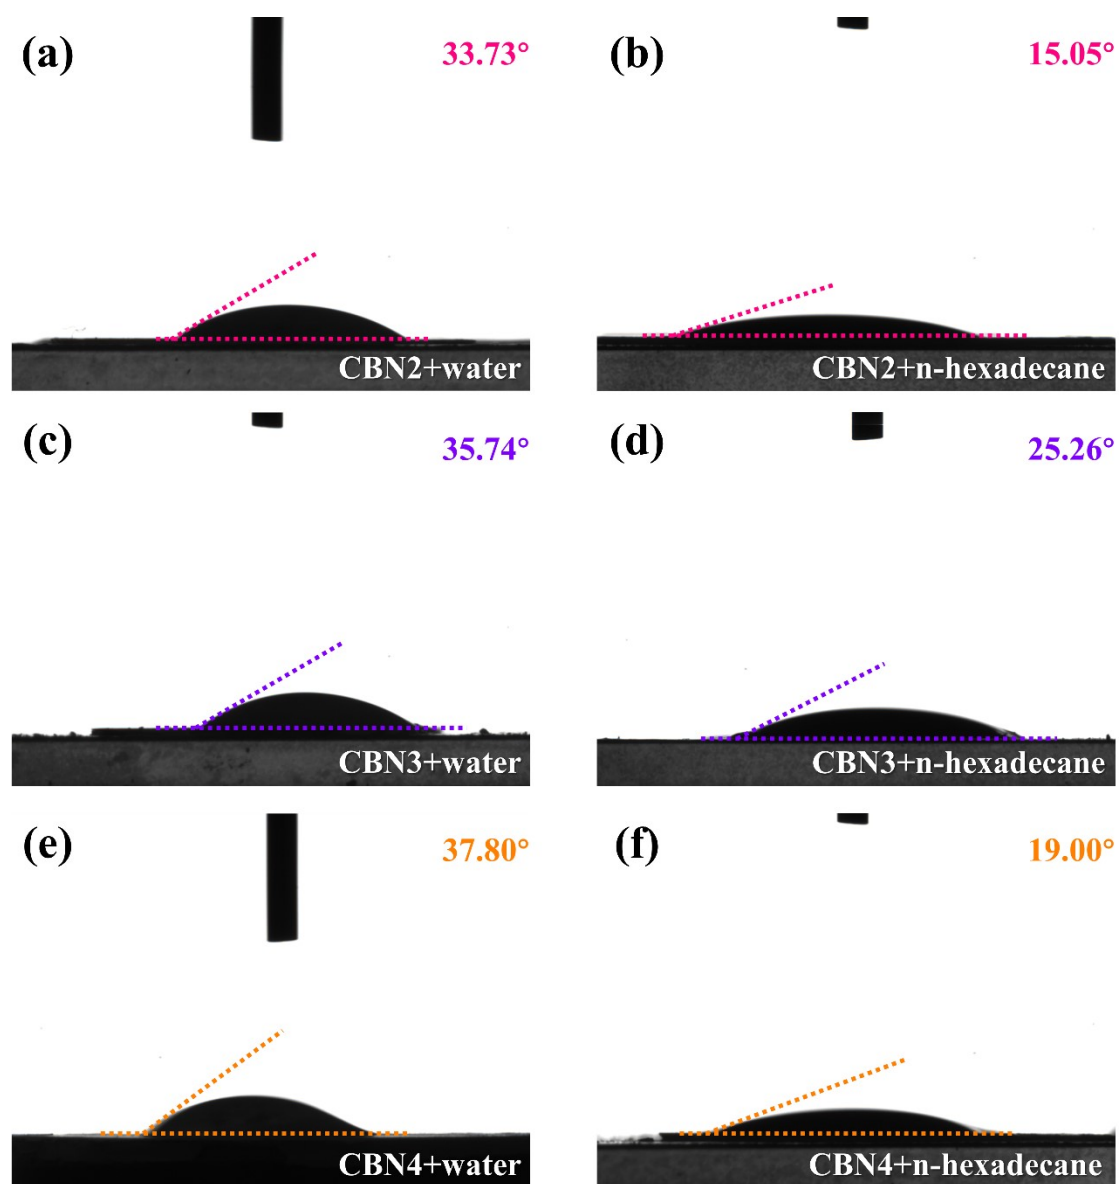 (a)
33.73°
CBN2+water
(b)
15.05°
CBN2+n-hexadecane
(c)
35.74°
CBN3+water
(d)
25.26°
CBN3+n-hexadecane
(e)
37.80°
CBN4+water
(f)
19.00°
CBN4+n-hexadecane